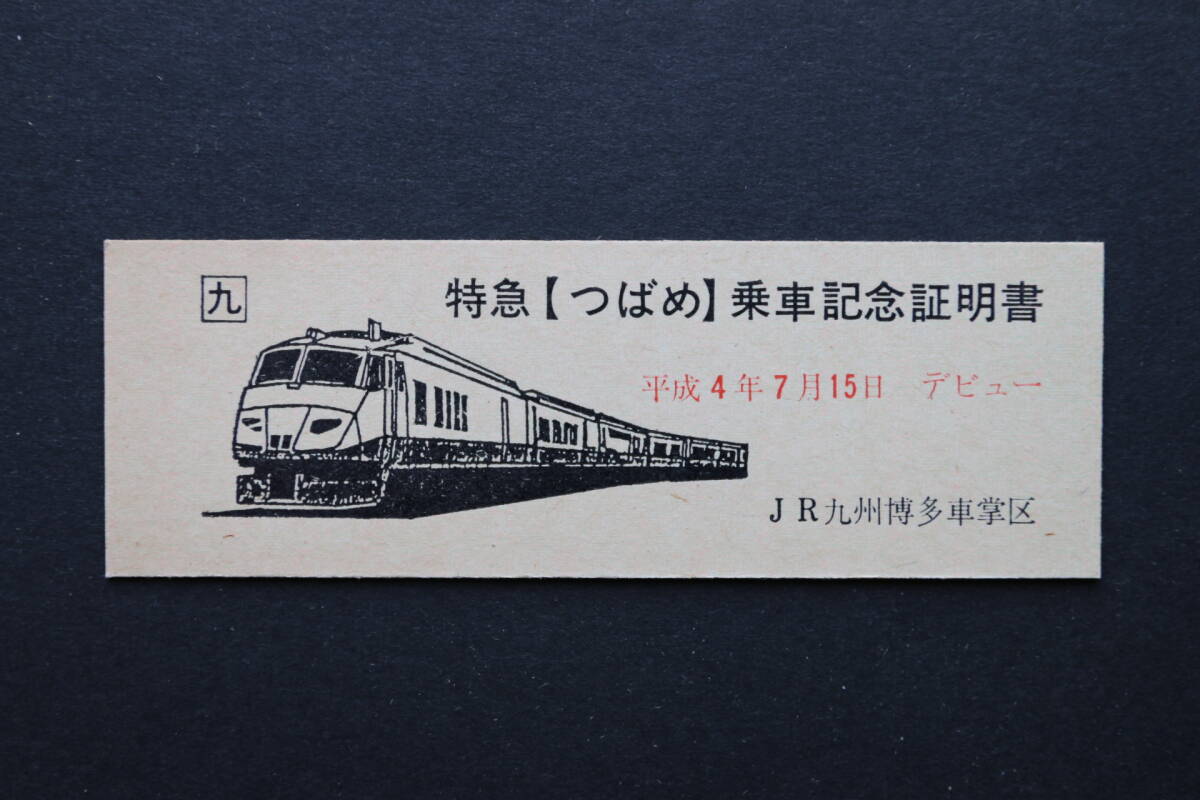 九
特急【つばめ】乗車記念証明書
平成4年7月15日 デビュー
JR九州博多車掌区